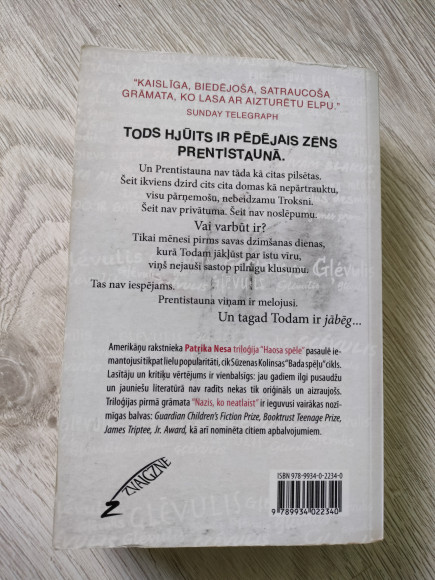 "KAISLĪGA, BIEDĒJOŠA, SATRAUCOŠA
GRĀMATA, KO LASA AR AIZTURĒTU ELPU."
SUNDAY TELEGRAPH
TODS HJŪITS IR PĒDĒJAIS ZĒNS
PRENTISTAUNĀ.
Un Prentistauna nav tāda kā citas pilsētas.
Šeit ikviens dzird cits cita domas kā nepārtrauktu,
visu pārņemošu, nebeidzamu Troksni.
Šeit nav privātuma. Šeit nav noslēpumu.
Vai varbūt ir?
Tikai mēnesi pirms savas dzimšanas dienas,
kurā Todam jākļūst par īstu vīru,
viņš nejauši sastop pilnīgu klusumu.
Tas nav iespējams.
Prentistauna viņam ir melojusi.
Un tagad Todam ir jābēg...
Glēvulis
Amerikāņu rakstnieka Patrika Nesa triloģija "Haosa spēle" pasaulē ie-
mantojusi tikpat lielu popularitāti, cik Sūzenas Kolinsas "Bada spēļu" cikls.
Lasītāju un kritiķu vērtējums ir vienbalsīgs: jau gadiem ilgi pusaudžu
un jauniešu literatūrā nav radīts nekas tik oriģināls un aizraujošs.
Triloģijas pirmā grāmata "Nazis, ko neatlaist" ir ieguvusi vairākas nozī-
mīgas balvas: Guardian Children's Fiction Prize, Booktrust Teenage Prize,
James Triptee, Jr. Award, kā arī nominēta citiem apbalvojumiem.
ZVAIGZNE
GLĒVULIS
ISBN 978-9934-0-2234-0
9 789934 022340